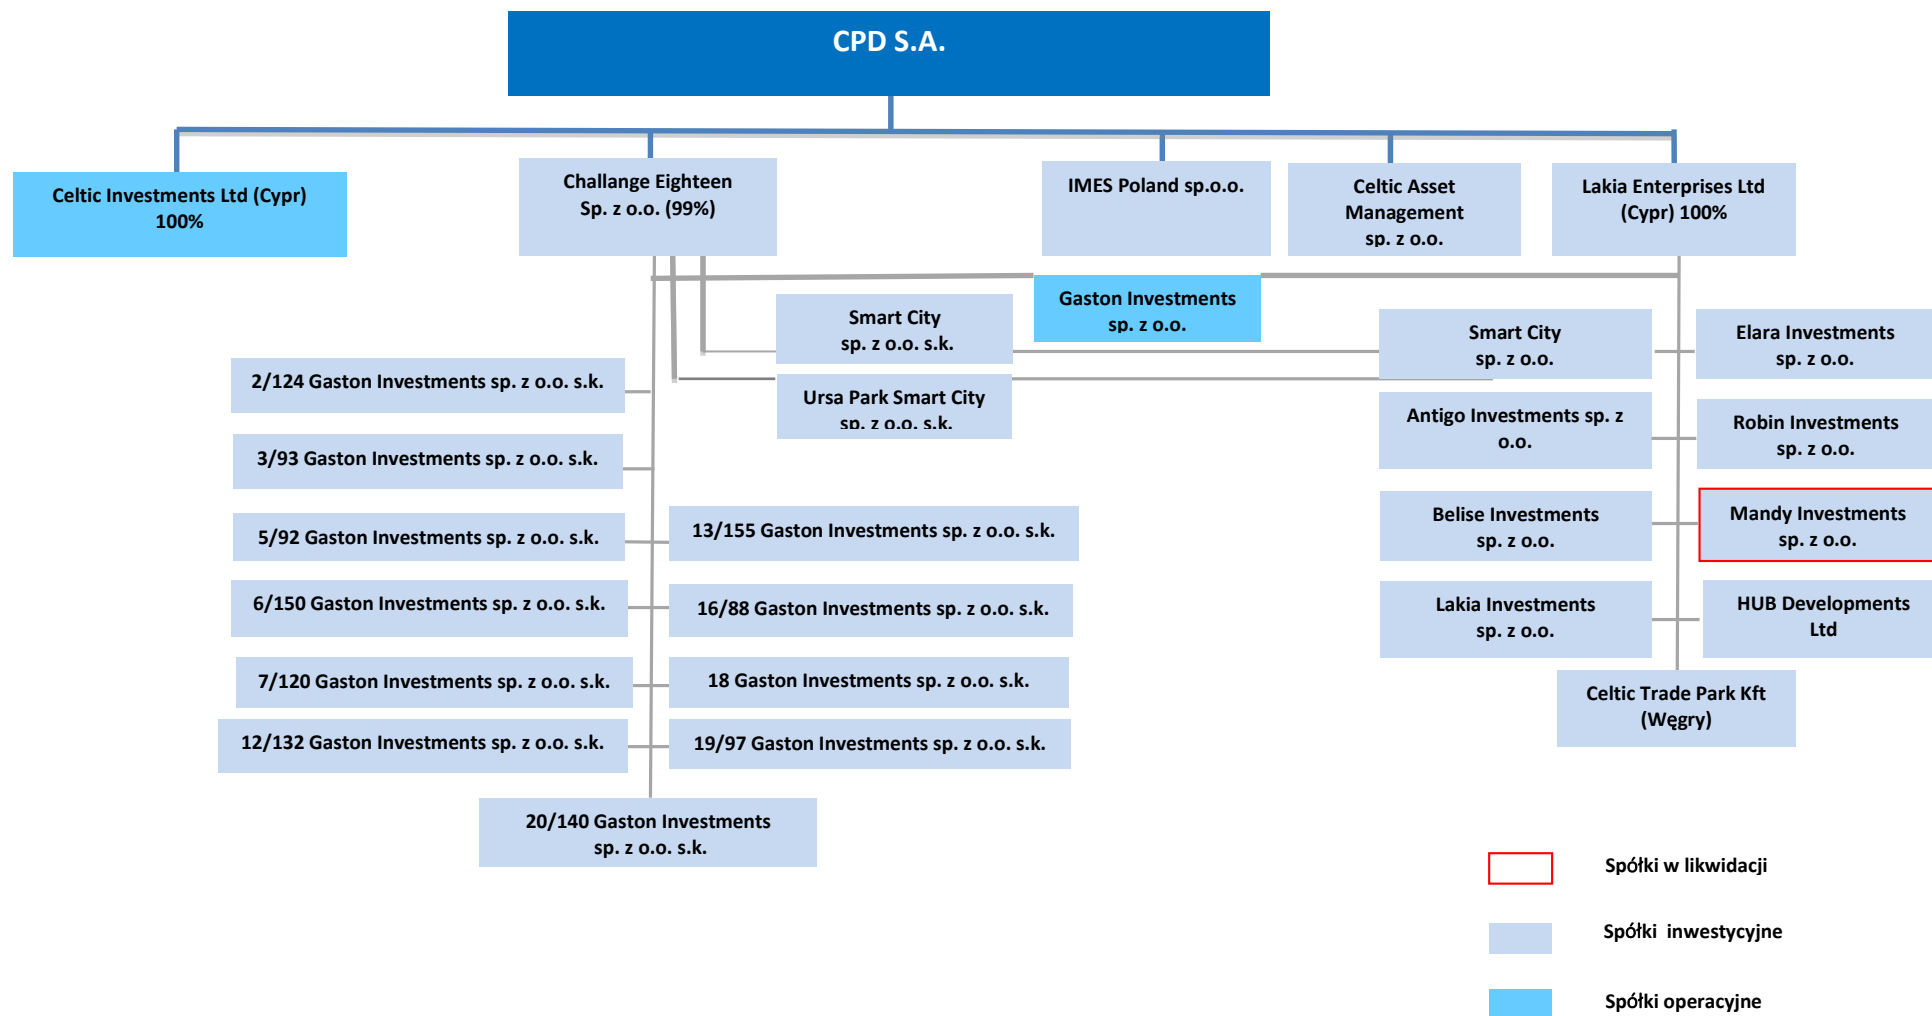 CPD S.A.
Celtic Investments Ltd (Cypr)
100%
Challange Eighteen
Sp. z o.o. (99%)
IMES Poland sp.o.o.
Celtic Asset
Management
sp. z o.o.
Lakia Enterprises Ltd
(Cypr) 100%
Gaston Investments
sp. z o.o.
Smart City
sp. z o.o. s.k.
Ursa Park Smart City
sp. z o.o. s.k.
Smart City
sp. z o.o.
Elara Investments
sp. z o.o.
Antigo Investments sp. z
o.o.
Robin Investments
sp. z o.o.
Belise Investments
sp. z o.o.
Mandy Investments
sp. z o.o.
Lakia Investments
sp. z o.o.
HUB Developments
Ltd
Celtic Trade Park Kft
(Węgry)
2/124 Gaston Investments sp. z o.o. s.k.
3/93 Gaston Investments sp. z o.o. s.k.
5/92 Gaston Investments sp. z o.o. s.k.
13/155 Gaston Investments sp. z o.o. s.k.
6/150 Gaston Investments sp. z o.o. s.k.
16/88 Gaston Investments sp. z o.o. s.k.
7/120 Gaston Investments sp. z o.o. s.k.
18 Gaston Investments sp. z o.o. s.k.
12/132 Gaston Investments sp. z o.o. s.k.
19/97 Gaston Investments sp. z o.o. s.k.
20/140 Gaston Investments
sp. z o.o. s.k.
Spółki w likwidacji
Spółki inwestycyjne
Spółki operacyjne